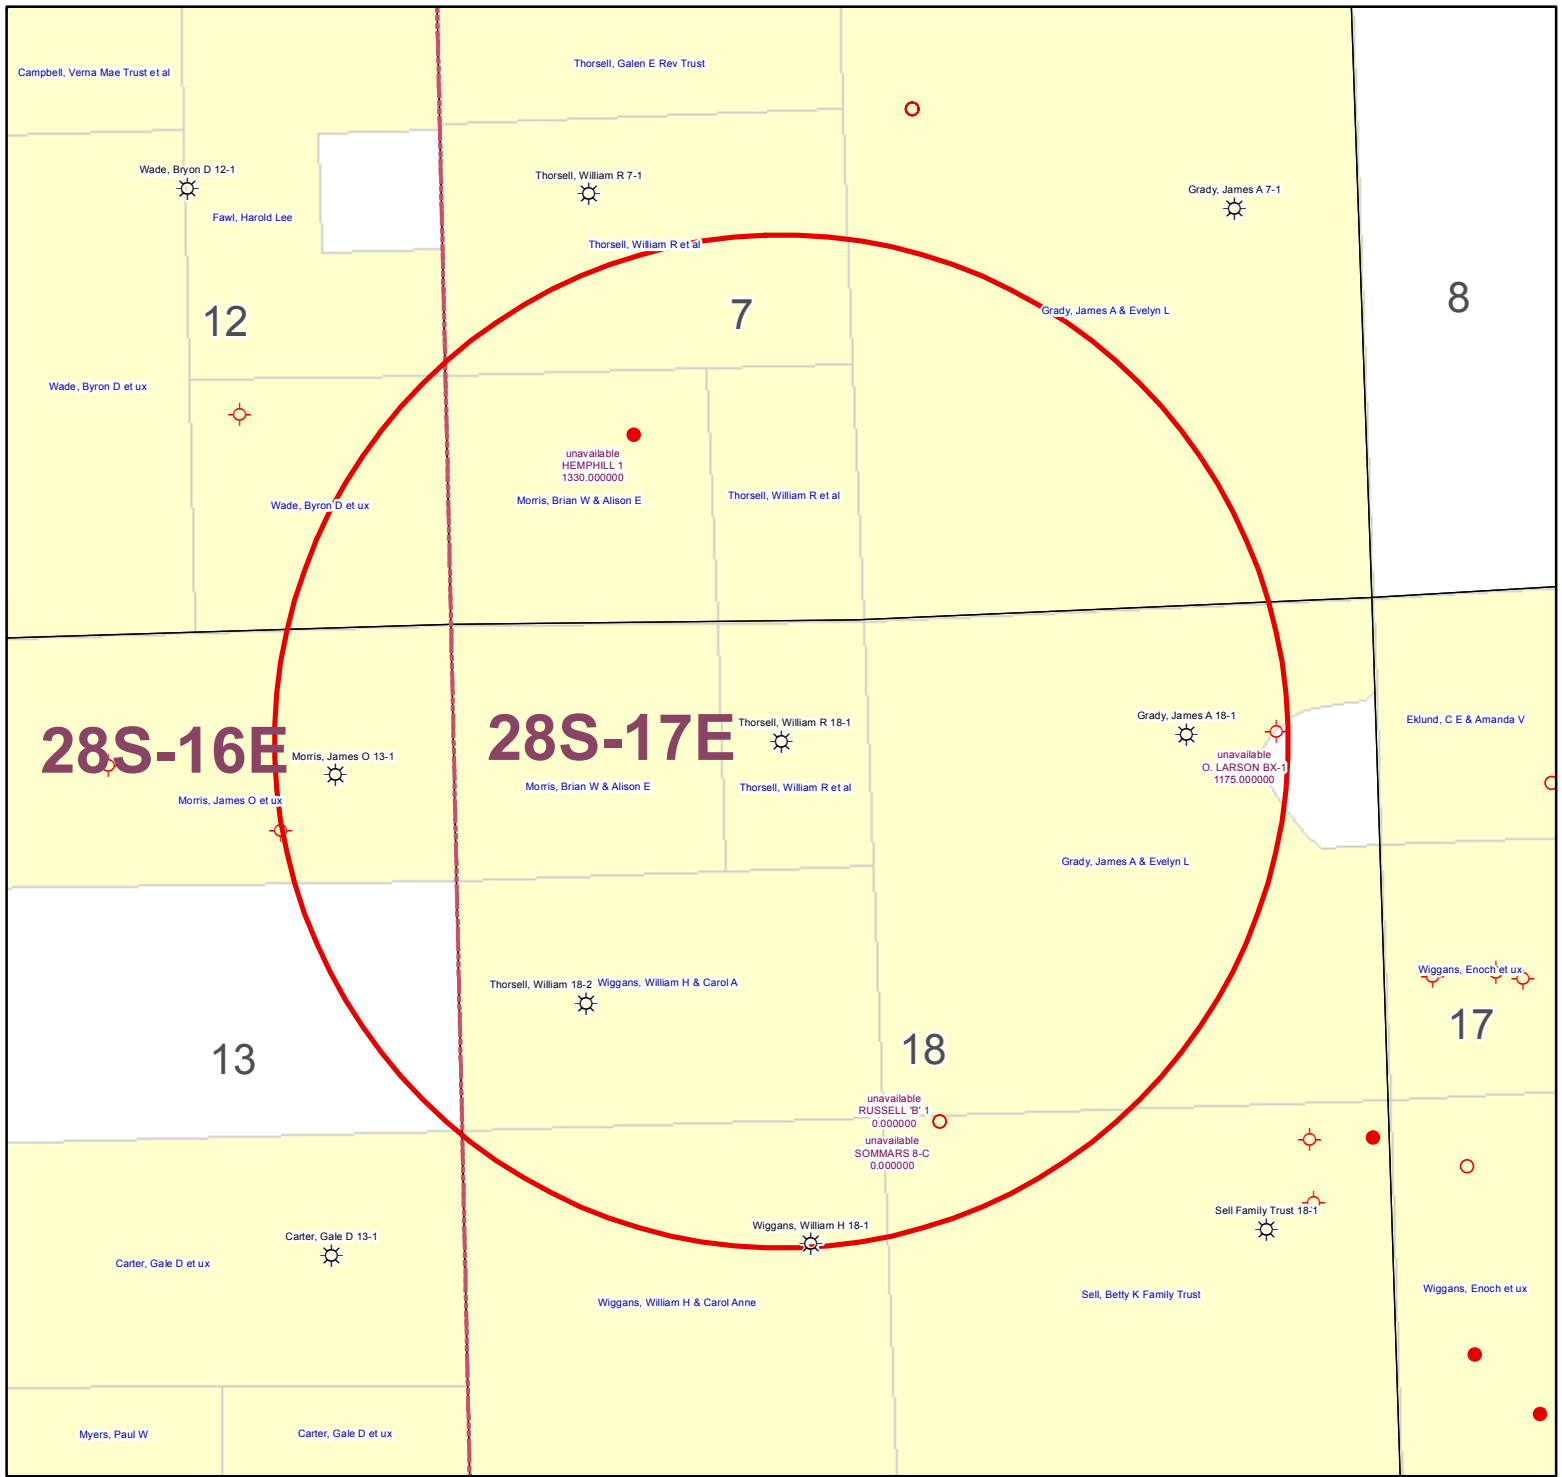 Campbell, Verna Mae Trust et al
Thorsell, Galen E Rev Trust
Wade, Bryon D 12-1
Thorsell, William R 7-1
Grady, James A 7-1
Fawl, Harold Lee
Thorsell, William R et al
12
7
8
Grady, James A & Evelyn L
Wade, Byron D et ux
unavailable
HEMPHILL 1
1330.000000
Wade, Byron D et ux
Morris, Brian W & Alison E
Thorsell, William R et al
28S-16E
28S-17E
Thorsell, William R 18-1
Grady, James A 18-1
Eklund, C E & Amanda V
Morris, James O 13-1
unavailable
O. LARSON BX-1
1175.000000
Morris, James O et ux
Morris, Brian W & Alison E
Thorsell, William R et al
Grady, James A & Evelyn L
Thorsell, William 18-2
Wiggans, William H & Carol A
Wiggans, Enoch et ux
13
18
17
unavailable
RUSSELL 'B' 1
0.000000
unavailable
SOMMARS 8-C
0.000000
Carter, Gale D 13-1
Wiggans, William H 18-1
Sell Family Trust 18-1
Carter, Gale D et ux
Wiggans, William H & Carol Anne
Sell, Betty K Family Trust
Wiggans, Enoch et ux
Myers, Paul W
Carter, Gale D et ux